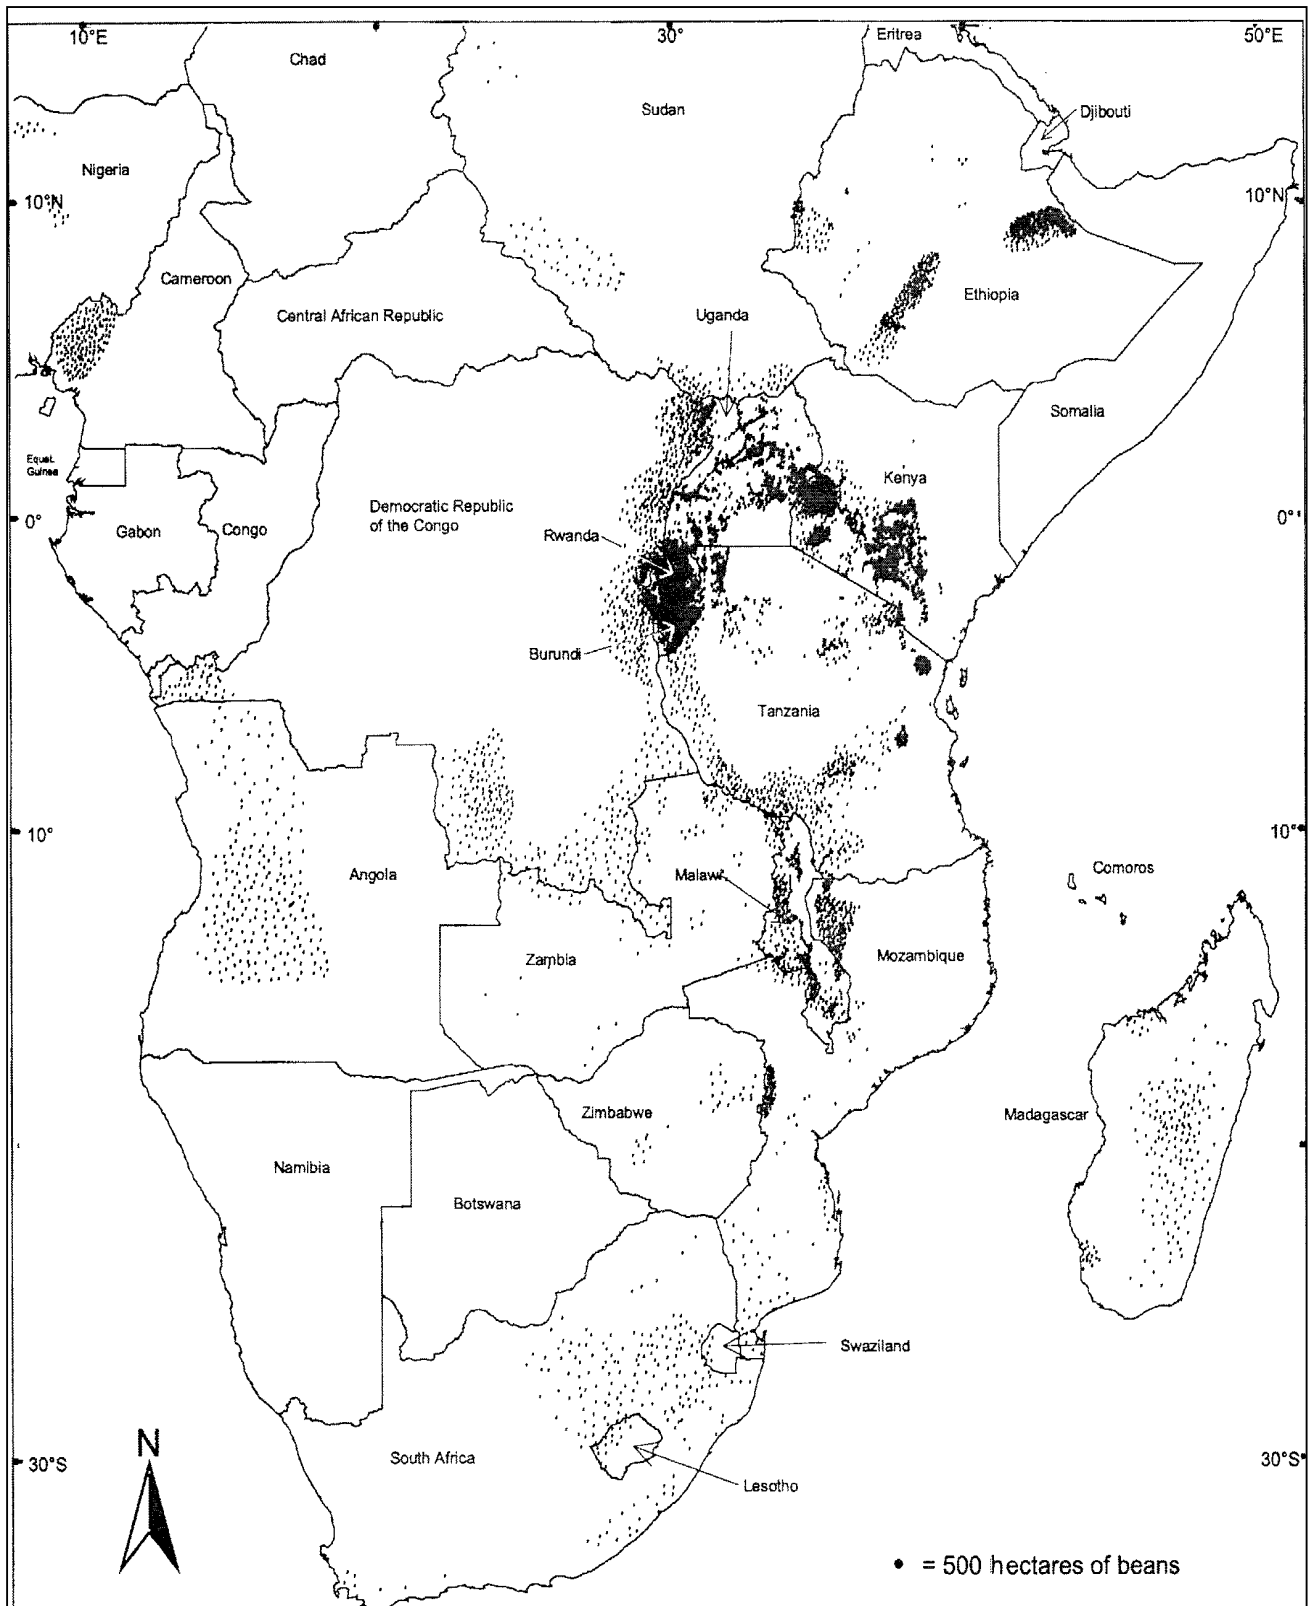 10°E
30°
50°E
Eritrea
Chad
Sudan
Djibouti
Nigeria
10°N
10°N
Cameroon
Ethiopia
Central African Republic
Uganda
Somalia
Equat.
Guinea
Kenya
Democratic Republic
of the Congo
0°
0°
Gabon
Congo
Rwanda
Burundi
Tanzania
10°
10°
Angola
Malawi
Comoros
Zambia
Mozambique
Zimbabwe
Madagascar
Namibia
Botswana
Swaziland
N
South Africa
30°S
30°S
Lesotho
• = 500 hectares of beans